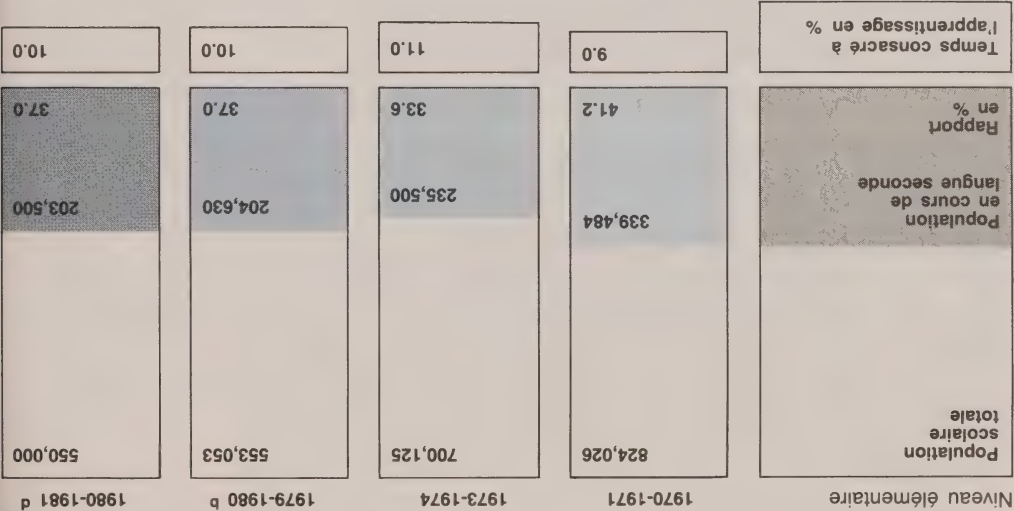 Niveau élémentaire 1970-1971 1973-1974 1979-1980 b 1980-1981 d
Population 824,026 700,125 553,053 550,000
scolaire
totale
Population 339,484 235,500 204,630 203,500
en cours de
langue seconde
Rapport
en % 41.2 33.6 37.0 37.0
Temps consacré à 9.0 11.0 10.0 10.0
l'apprentissage en %